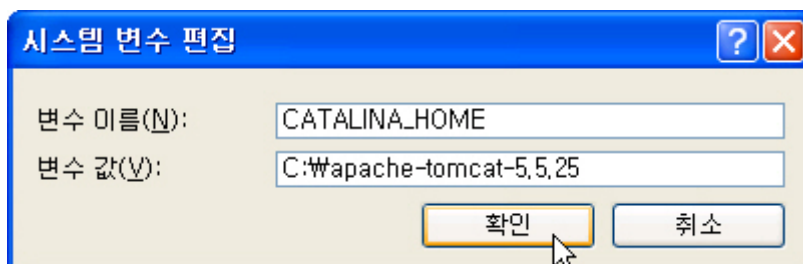 시스템 변수 편집
변수 이름(N): CATALINA_HOME
변수 값(V): C:₩apache-tomcat-5.5.25
확인 취소